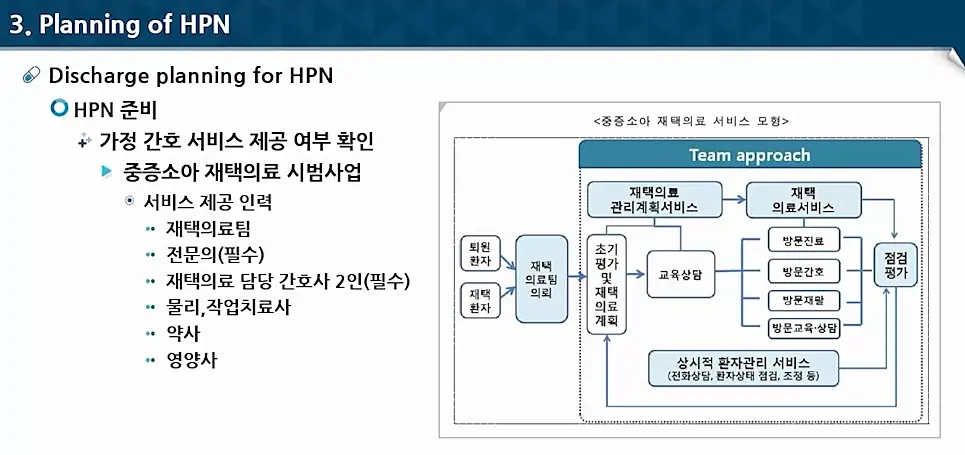 3. Planning of HPN
Discharge planning for HPN
HPN 준비
가정 간호 서비스 제공 여부 확인
중증소아 재택의료 시범사업
서비스 제공 인력
재택의료팀
전문의(필수)
재택의료 담당 간호사 2인(필수)
물리,작업치료사
약사
영양사
<중증소아 재택의료 서비스 모형>
Team approach
재택의료
관리계획서비스
재택
의료서비스
퇴원
환자
재택
환자
재택
의료팀
의뢰
초기
평가
및
재택
의료
계획
교육상담
방문진료
방문간호
방문재활
방문교육·상담
점검
평가
상시적 환자관리 서비스
(전화상담, 환자상태 점검, 조정 등)